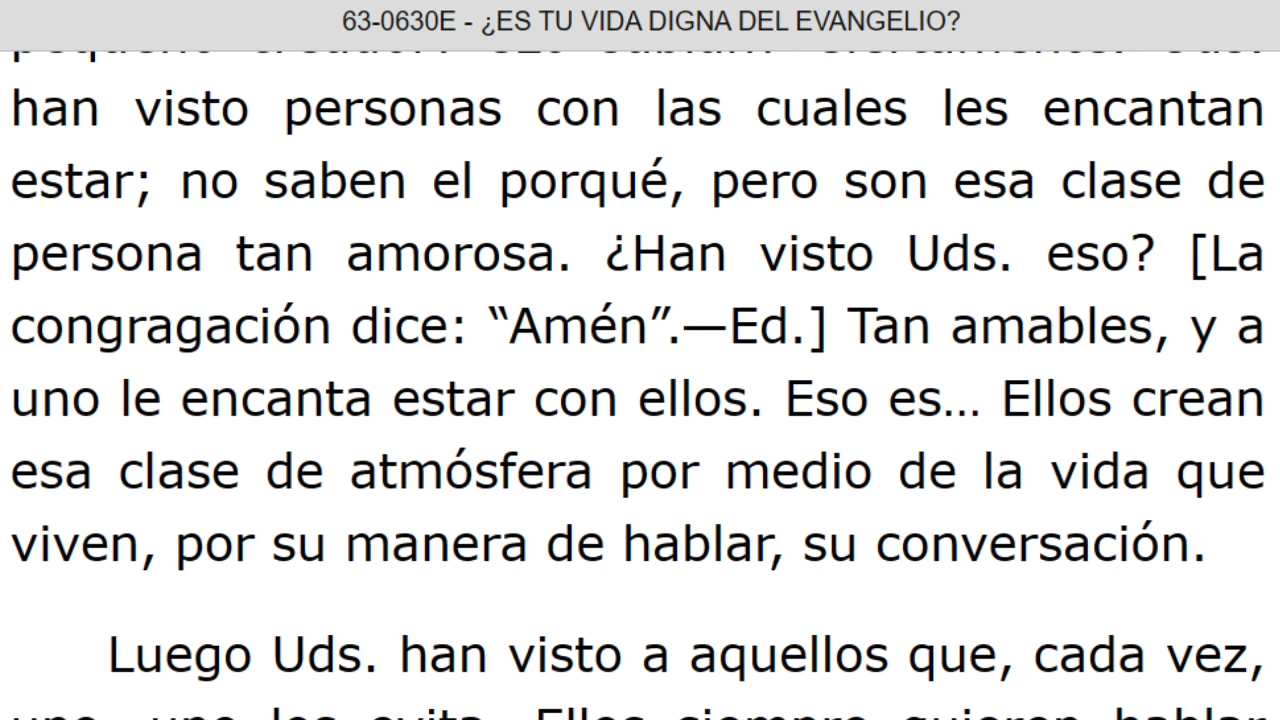 63-0630E - ¿ES TU VIDA DIGNA DEL EVANGELIO?
han visto personas con las cuales les encantan
estar; no saben el porqué, pero son esa clase de
persona tan amorosa. ¿Han visto Uds. eso? [La
congragación dice: “Amén”.—Ed.] Tan amables, y a
uno le encanta estar con ellos. Eso es… Ellos crean
esa clase de atmósfera por medio de la vida que
viven, por su manera de hablar, su conversación.
Luego Uds. han visto a aquellos que, cada vez,